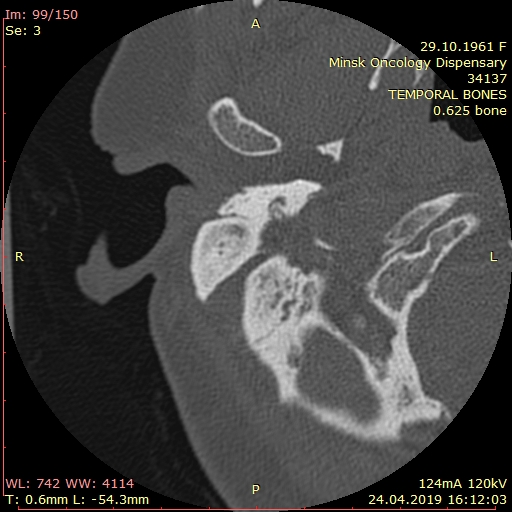 Im: 99/150
Se: 3
A
29.10.1961 F
Minsk Oncology Dispensary
34137
TEMPORAL BONES
0.625 bone
R
L
WL: 742 WW: 4114
T: 0.6mm L: -54.3mm
P
124mA 120kV
24.04.2019 16:12:03